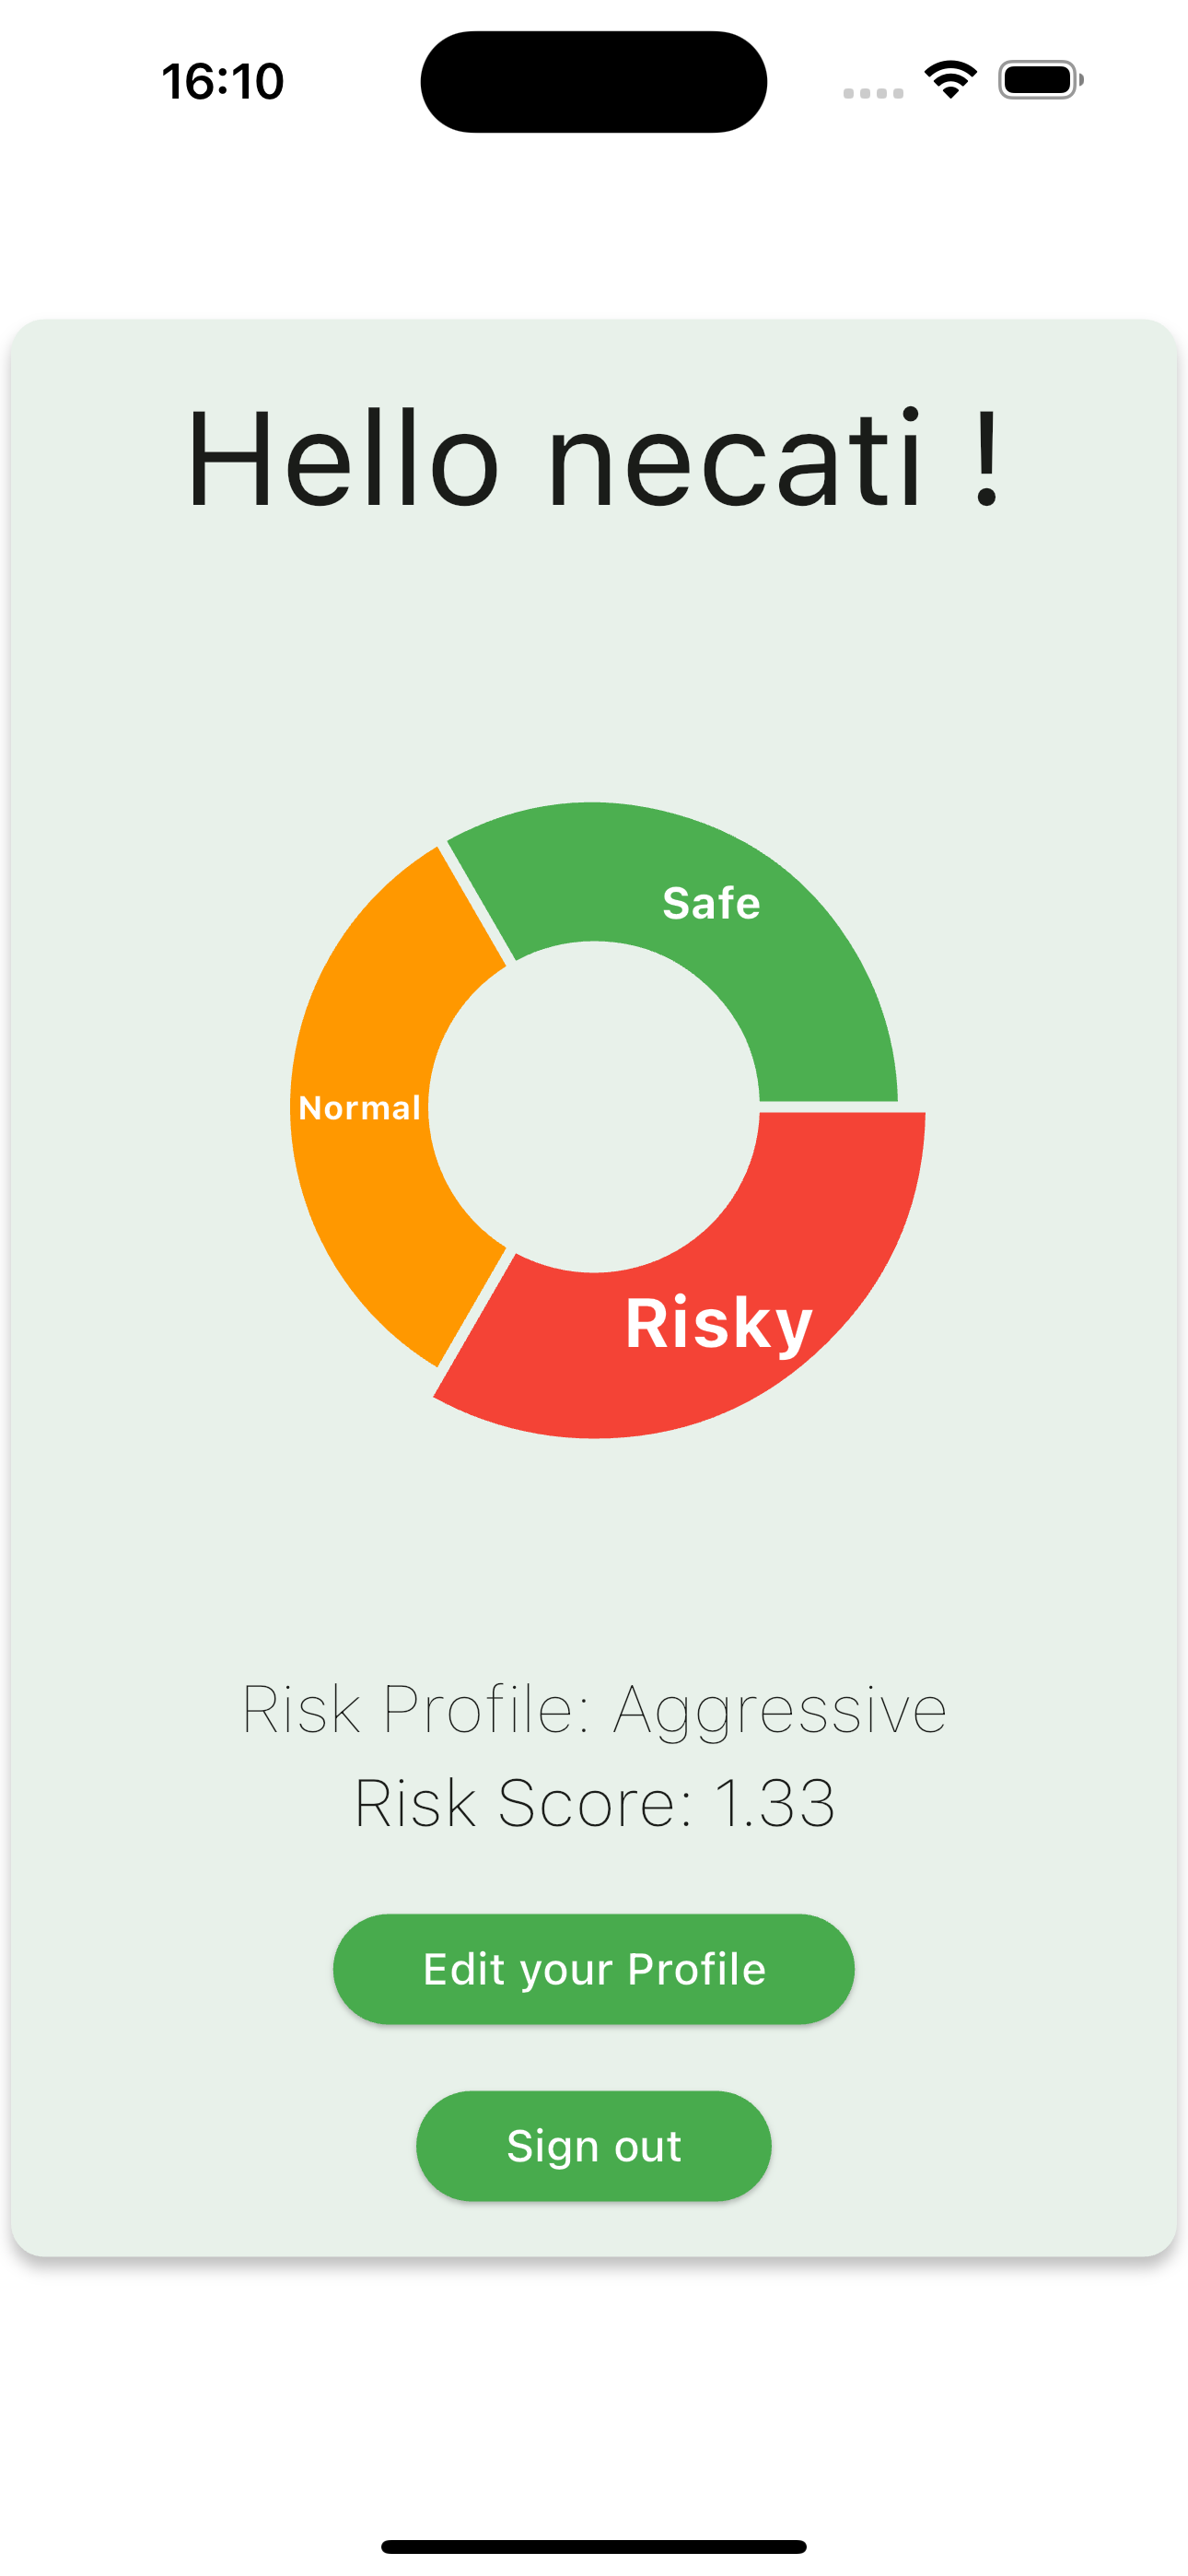 16:10
Hello necati !
Safe
Normal
Risky
Risk Profile: Aggressive
Risk Score: 1.33
Edit your Profile
Sign out